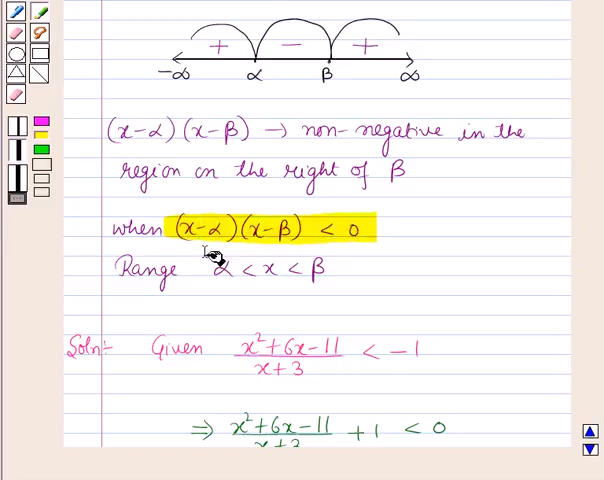 + − +
-∞ α β ∞
(x-α)(x-β) → non-negative in the
region on the right of β
when (x-α)(x-β) < 0
Range α < x < β
Soln:- Given x²+6x-11 / x+3 < -1
⇒ x²+6x-11 / x+3 + 1 < 0